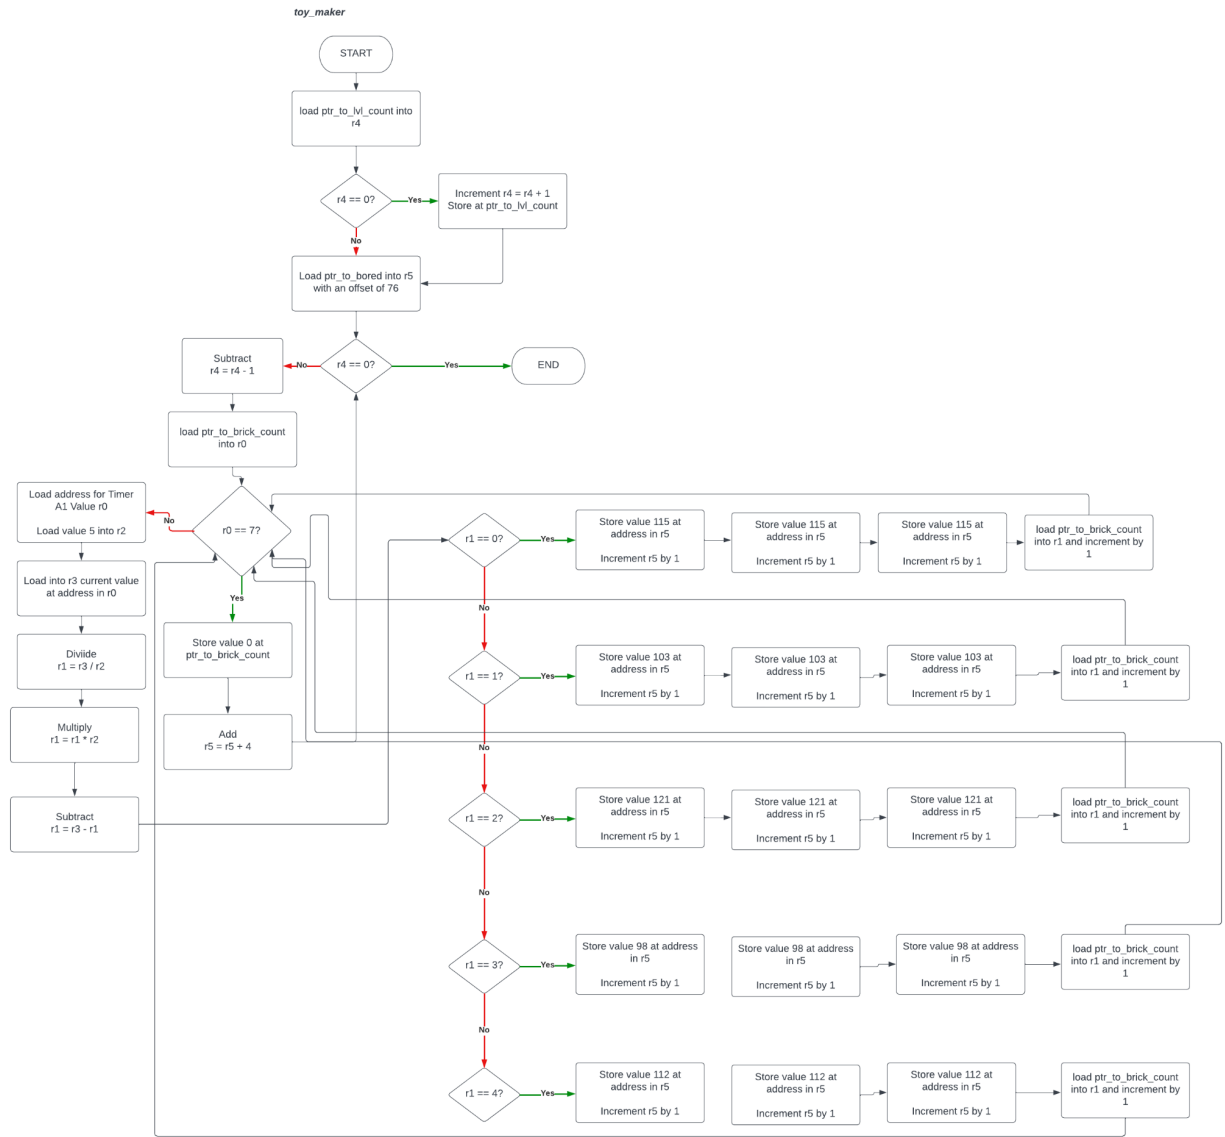 toy_maker
START
load ptr_to_lvl_count into
r4
r4 == 0?
Yes
Increment r4 = r4 + 1
Store at ptr_to_lvl_count
No
Load ptr_to_bored into r5
with an offset of 76
r4 == 0?
Yes
END
No
Subtract
r4 = r4 - 1
load ptr_to_brick_count
into r0
r0 == 7?
No
Load address for Timer
A1 Value r0
Load value 5 into r2
Load into r3 current value
at address in r0
Diviide
r1 = r3 / r2
Multiply
r1 = r1 * r2
Subtract
r1 = r3 - r1
Yes
Store value 0 at
ptr_to_brick_count
Add
r5 = r5 + 4
r1 == 0?
Yes
Store value 115 at
address in r5
Increment r5 by 1
Store value 115 at
address in r5
Increment r5 by 1
Store value 115 at
address in r5
Increment r5 by 1
load ptr_to_brick_count
into r1 and increment by
1
No
r1 == 1?
Yes
Store value 103 at
address in r5
Increment r5 by 1
Store value 103 at
address in r5
Increment r5 by 1
Store value 103 at
address in r5
Increment r5 by 1
load ptr_to_brick_count
into r1 and increment by
1
No
r1 == 2?
Yes
Store value 121 at
address in r5
Increment r5 by 1
Store value 121 at
address in r5
Increment r5 by 1
Store value 121 at
address in r5
Increment r5 by 1
load ptr_to_brick_count
into r1 and increment by
1
No
r1 == 3?
Yes
Store value 98 at address
in r5
Increment r5 by 1
Store value 98 at address
in r5
Increment r5 by 1
Store value 98 at address
in r5
Increment r5 by 1
load ptr_to_brick_count
into r1 and increment by
1
No
r1 == 4?
Yes
Store value 112 at
address in r5
Increment r5 by 1
Store value 112 at
address in r5
Increment r5 by 1
Store value 112 at
address in r5
Increment r5 by 1
load ptr_to_brick_count
into r1 and increment by
1